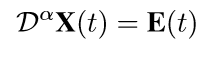 𝒟^α 𝐗(t) = 𝐄(t)